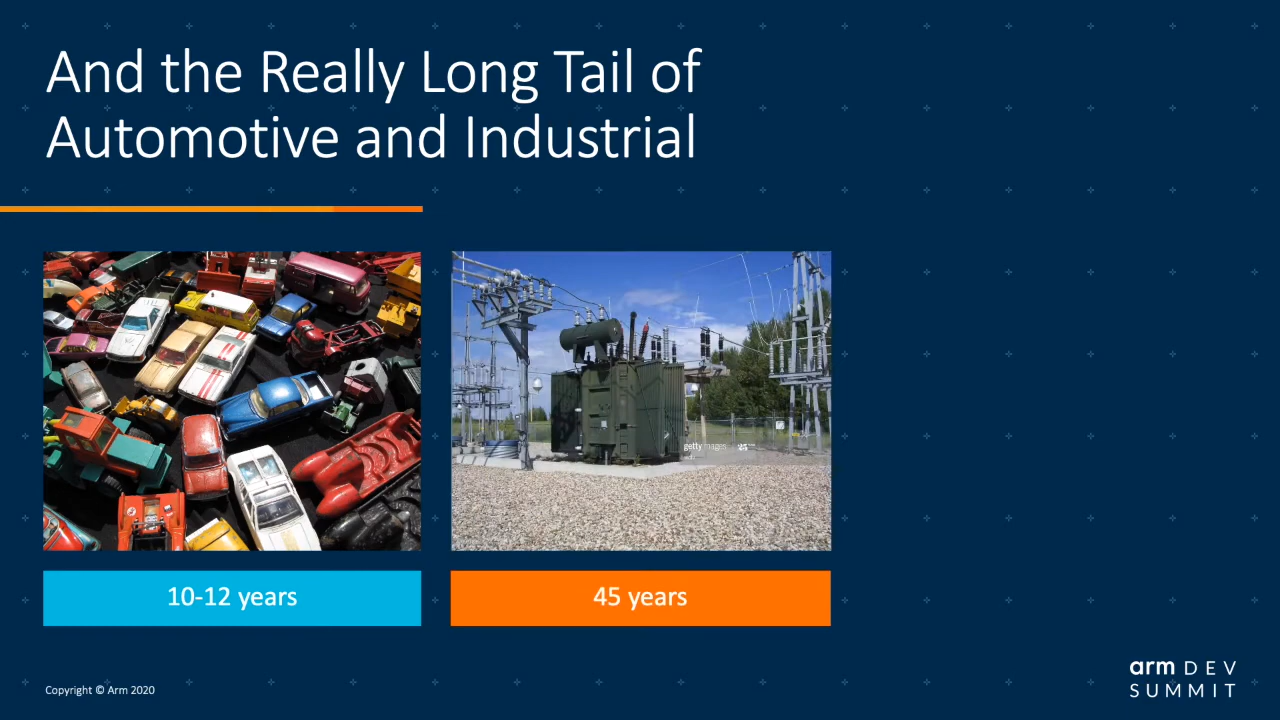 And the Really Long Tail of
Automotive and Industrial
gettyimages
10-12 years
45 years
Copyright © Arm 2020
arm DEV
SUMMIT